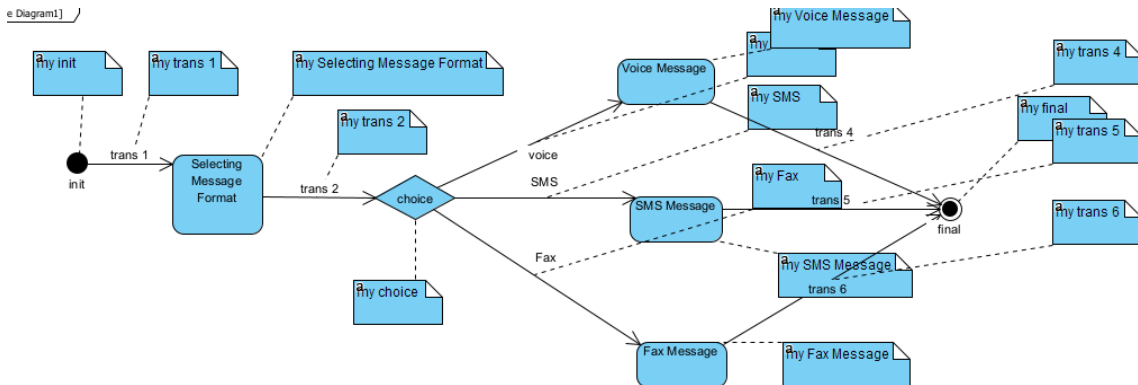 e Diagram1]
a
my init
a
my trans 1
a
my Selecting Message Format
a
my trans 2
a
my Voice Message
a
my
a
my SMS
a
my trans 4
a
my final
a
my trans 5
a
my Fax
a
my trans 6
a
my SMS Message
a
my choice
a
my Fax Message
init
trans 1
Selecting
Message
Format
trans 2
choice
voice
SMS
Fax
Voice Message
SMS Message
Fax Message
trans 4
trans 5
trans 6
final